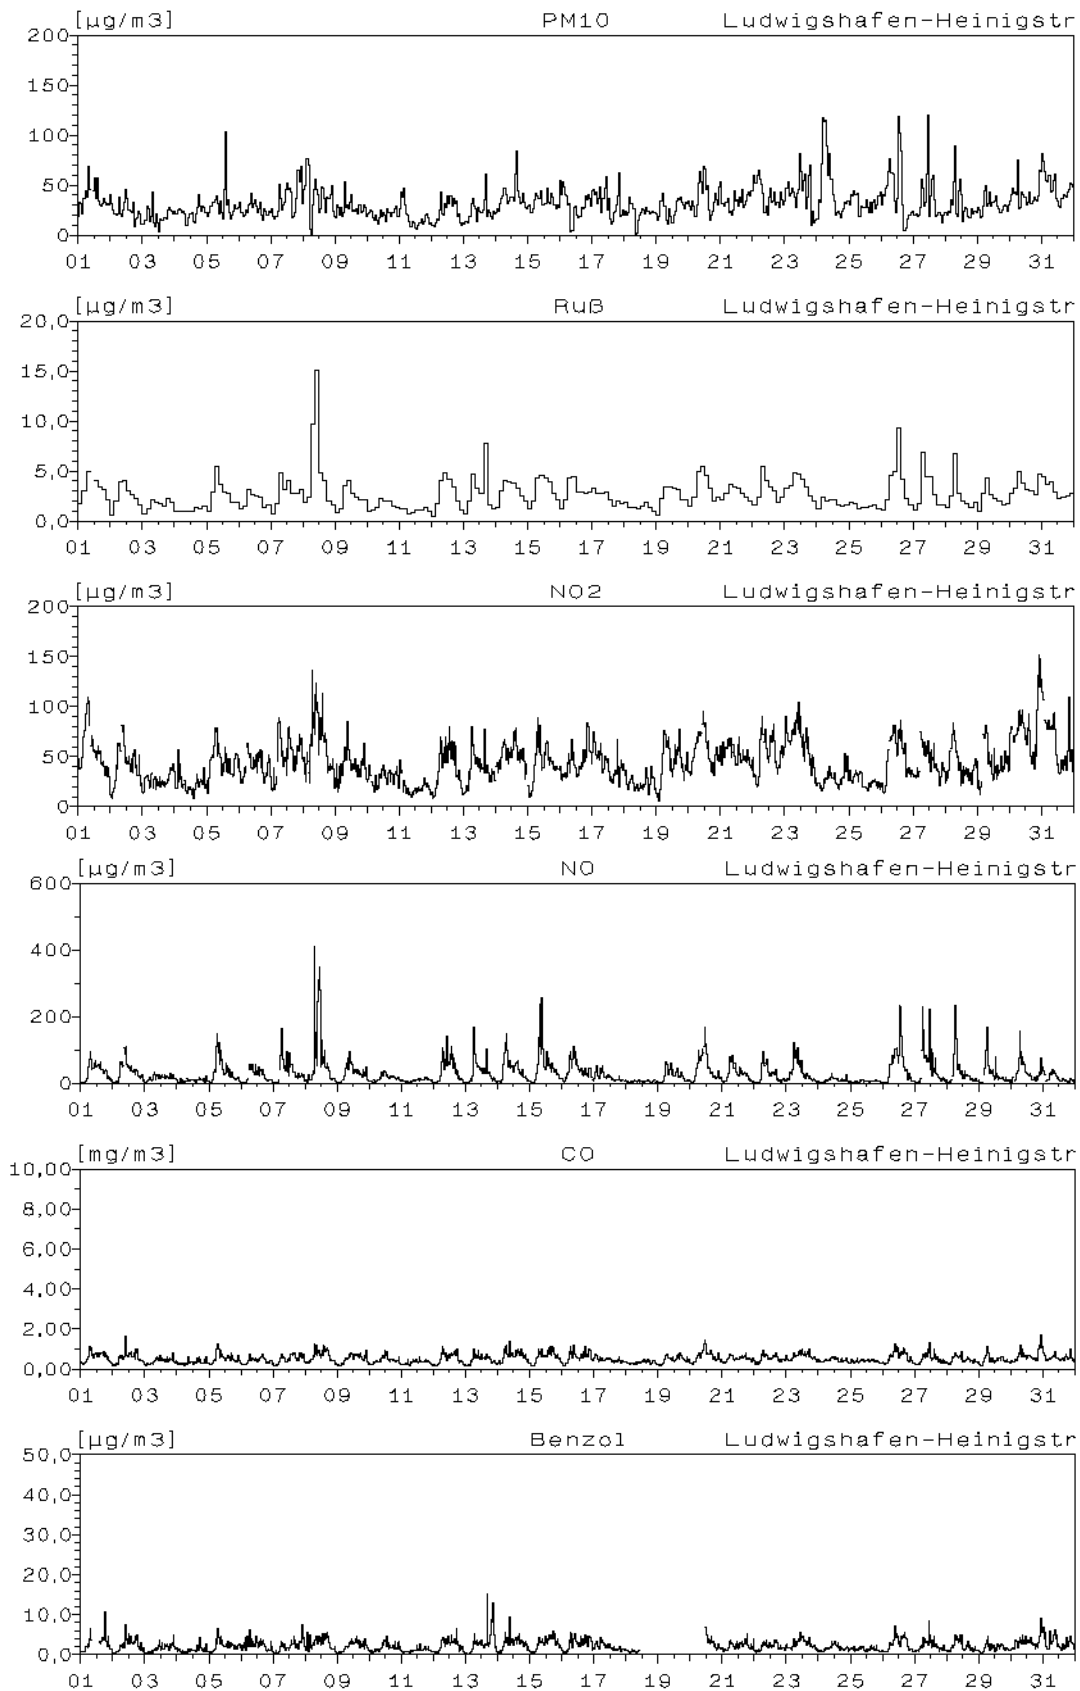 [µg/m3] PM10 Ludwigshafen-Heinigstr
200
150
100
50
0
01 03 05 07 09 11 13 15 17 19 21 23 25 27 29 31
[µg/m3] Ruß Ludwigshafen-Heinigstr
20,0
15,0
10,0
5,0
0,0
01 03 05 07 09 11 13 15 17 19 21 23 25 27 29 31
[µg/m3] NO2 Ludwigshafen-Heinigstr
200
150
100
50
0
01 03 05 07 09 11 13 15 17 19 21 23 25 27 29 31
[µg/m3] NO Ludwigshafen-Heinigstr
600
400
200
0
01 03 05 07 09 11 13 15 17 19 21 23 25 27 29 31
[mg/m3] CO Ludwigshafen-Heinigstr
10,00
8,00
6,00
4,00
2,00
0,00
01 03 05 07 09 11 13 15 17 19 21 23 25 27 29 31
[µg/m3] Benzol Ludwigshafen-Heinigstr
50,0
40,0
30,0
20,0
10,0
0,0
01 03 05 07 09 11 13 15 17 19 21 23 25 27 29 31